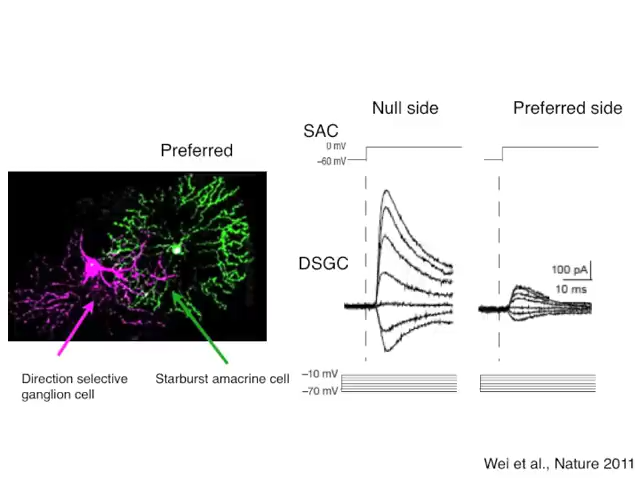 Null side
Preferred side
SAC
0 mV
–60 mV
Preferred
DSGC
100 pA
10 ms
–10 mV
–70 mV
Direction selective
ganglion cell
Starburst amacrine cell
Wei et al., Nature 2011